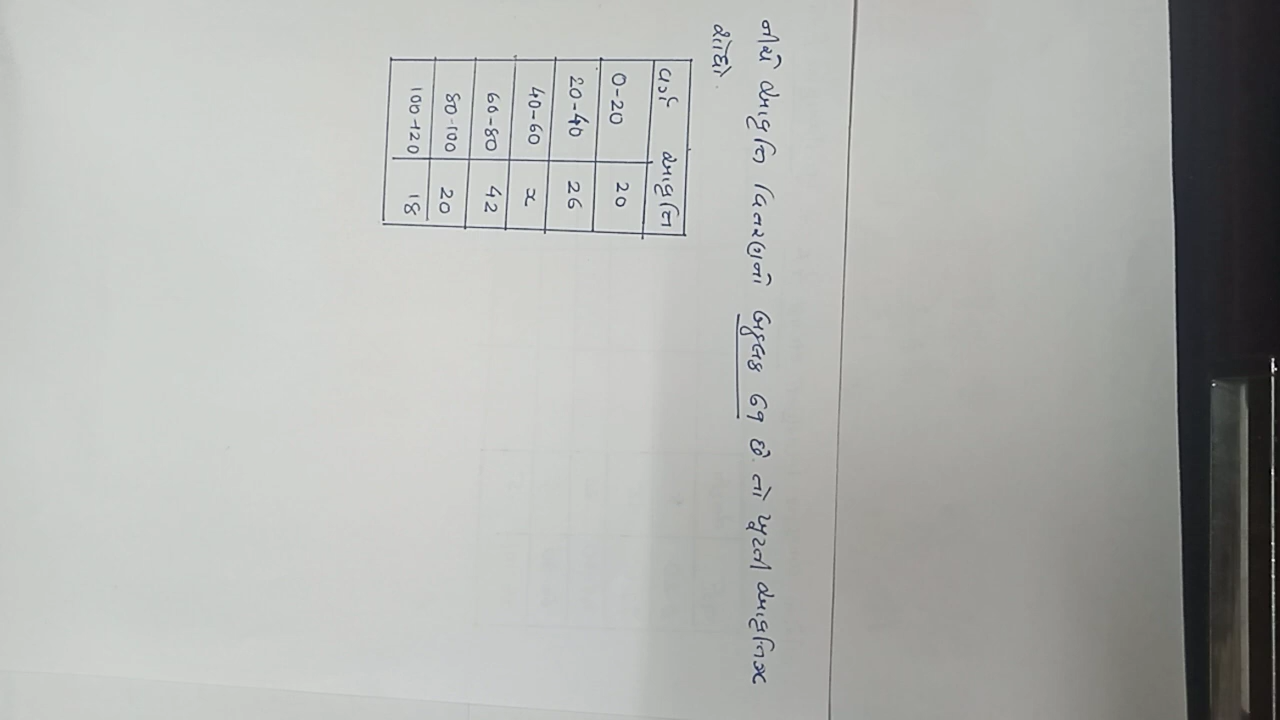 નીચે આવૃત્તિ વિતરણનો બહુલક 69 છે. તો ખુટતી આવૃત્તિ x
શોધો.
વર્ગ આવૃત્તિ
0-20 20
20-40 26
40-60 x
60-80 42
80-100 20
100-120 18